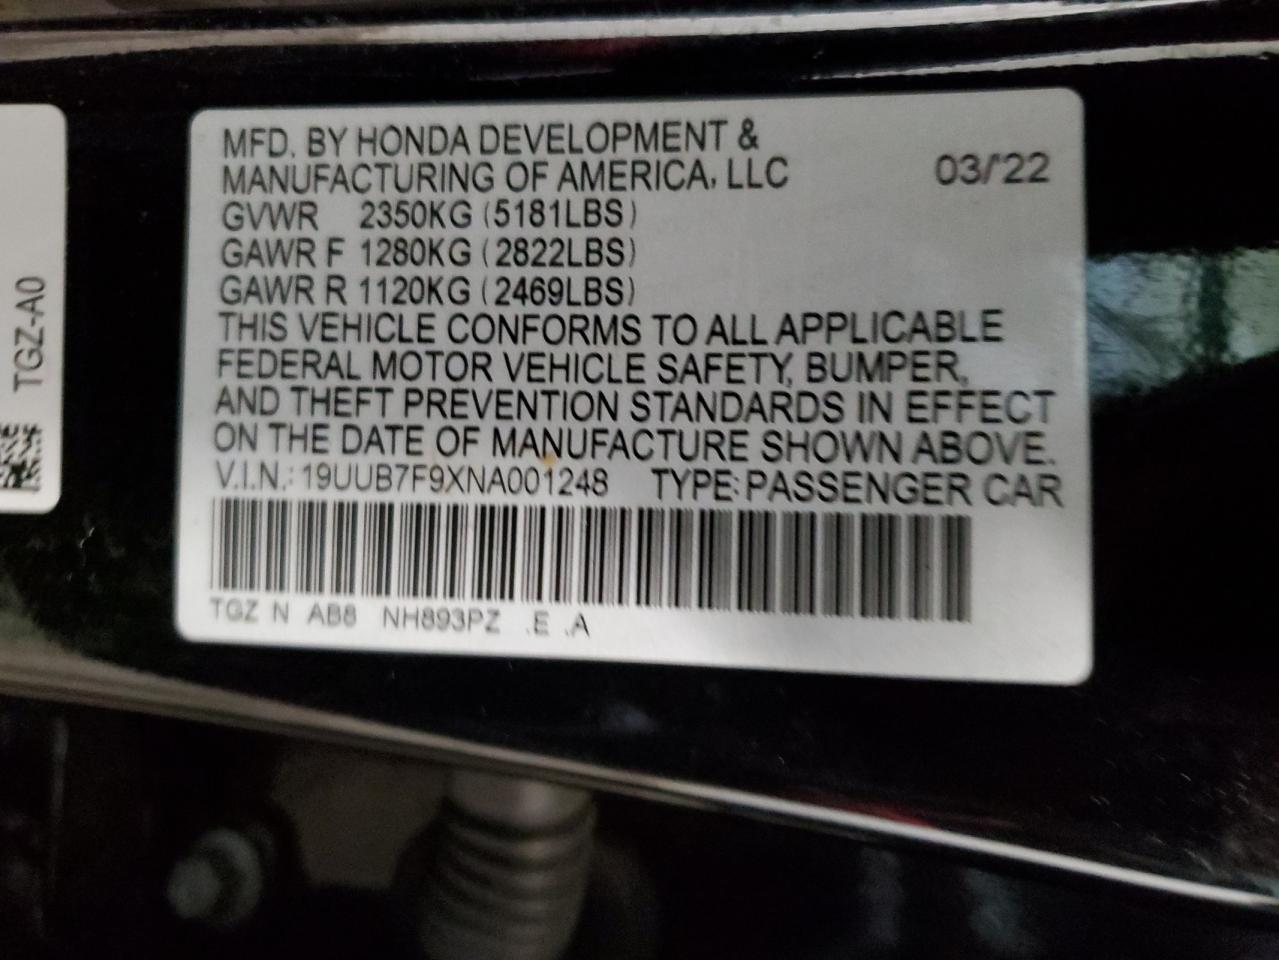 TGZ-A0
MFD. BY HONDA DEVELOPMENT &
MANUFACTURING OF AMERICA, LLC 03/'22
GVWR 2350KG (5181LBS)
GAWR F 1280KG (2822LBS)
GAWR R 1120KG (2469LBS)
THIS VEHICLE CONFORMS TO ALL APPLICABLE
FEDERAL MOTOR VEHICLE SAFETY, BUMPER,
AND THEFT PREVENTION STANDARDS IN EFFECT
ON THE DATE OF MANUFACTURE SHOWN ABOVE.
V.I.N.: 19UUB7F9XNA001248 TYPE:PASSENGER CAR
TGZ N AB8 NH893PZ .E .A